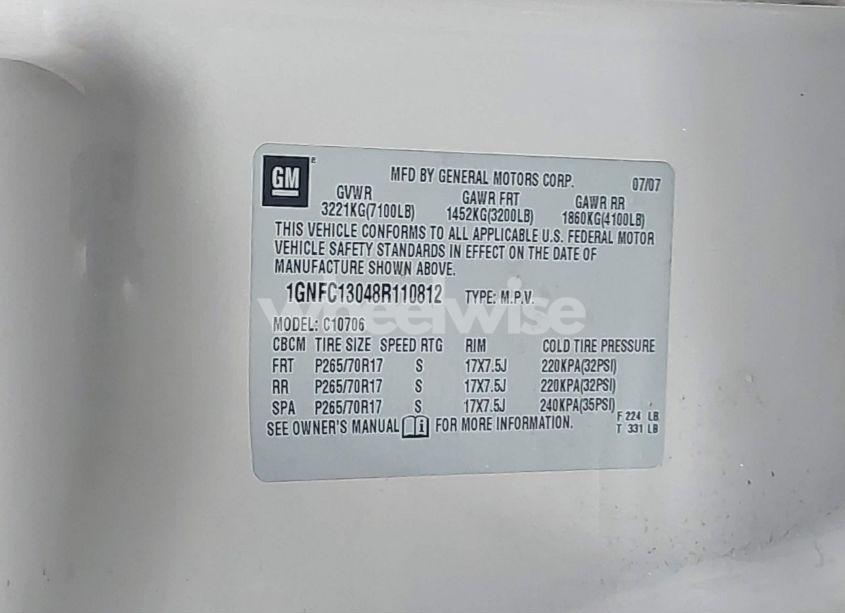 GM
MFD BY GENERAL MOTORS CORP. 07/07
GVWR GAWR FRT GAWR RR
3221KG(7100LB) 1452KG(3200LB) 1860KG(4100LB)
THIS VEHICLE CONFORMS TO ALL APPLICABLE U.S. FEDERAL MOTOR
VEHICLE SAFETY STANDARDS IN EFFECT ON THE DATE OF
MANUFACTURE SHOWN ABOVE.
1GNFC13048R110812 TYPE: M.P.V.
wheelwise
MODEL: C10706
CBCM TIRE SIZE SPEED RTG RIM COLD TIRE PRESSURE
FRT P265/70R17 S 17X7.5J 220KPA(32PSI)
RR P265/70R17 S 17X7.5J 220KPA(32PSI)
SPA P265/70R17 S 17X7.5J 240KPA(35PSI)
F 224 LB
SEE OWNER'S MANUAL i FOR MORE INFORMATION. T 331 LB